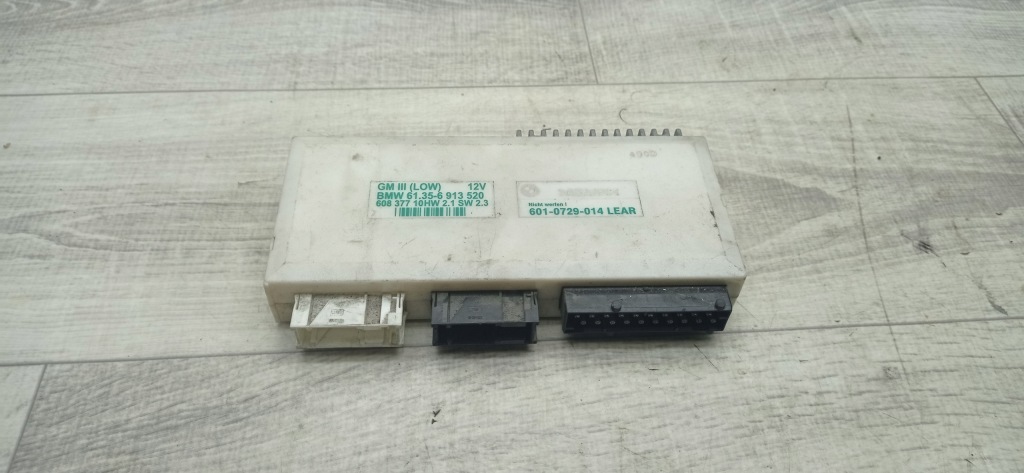 GM III (LOW) 12V
BMW 61.35-6 913 520
608 377 10HW 2.1 SW 2.3
Nicht werfen !
601-0729-014 LEAR